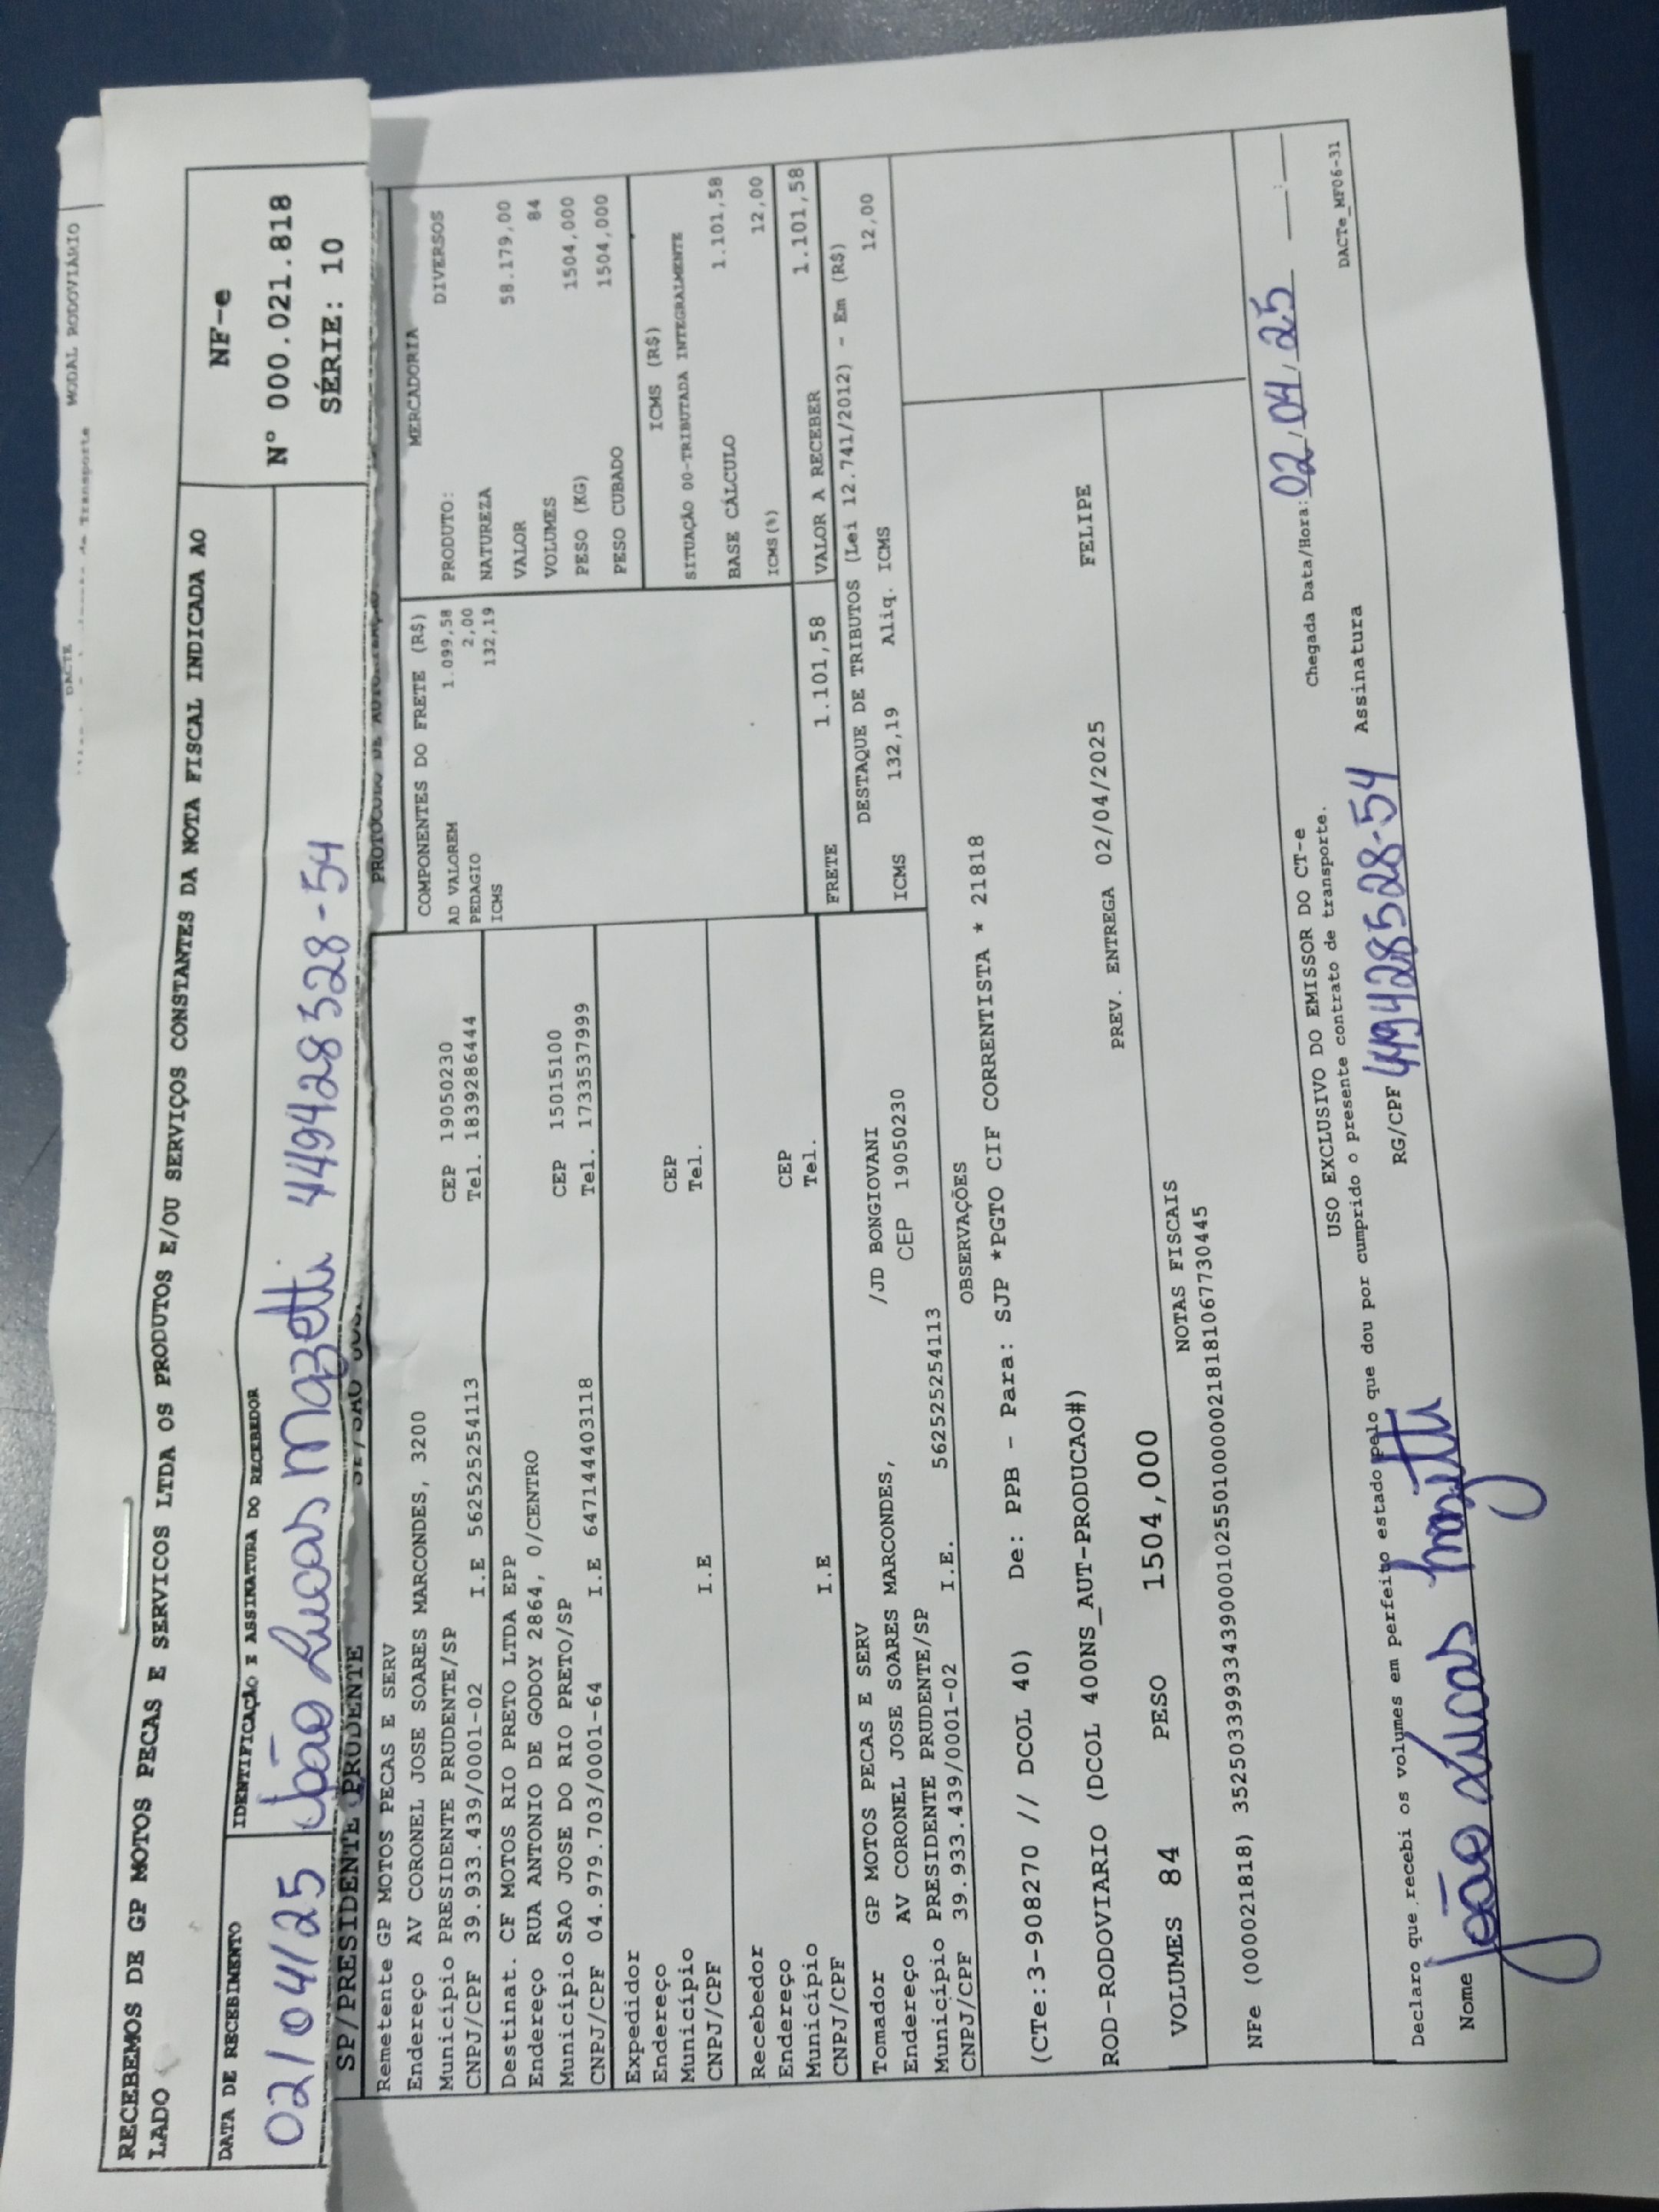 MODAL RODOVIÁRIO
DACTE
RECEBEMOS DE GP MOTOS PECAS E SERVICOS LTDA OS PRODUTOS E/OU SERVIÇOS CONSTANTES DA NOTA FISCAL INDICADA AO
LADO
NF-e
Nº 000.021.818
SÉRIE: 10
DATA DE RECEBIMENTO
IDENTIFICAÇÃO E ASSINATURA DO RECEBEDOR
02/04/25
João Lucas Mazetti 449428528-54
SP/PRESIDENTE PRUDENTE
PROTOCOLO DE
Remetente GP MOTOS PECAS E SERV
Endereço AV CORONEL JOSE SOARES MARCONDES, 3200
Município PRESIDENTE PRUDENTE/SP CEP 19050230
CNPJ/CPF 39.933.439/0001-02 I.E 562525254113 Tel. 1839286444
Destinat. CF MOTOS RIO PRETO LTDA EPP
Endereço RUA ANTONIO DE GODOY 2864, 0/CENTRO
Município SAO JOSE DO RIO PRETO/SP CEP 15015100
CNPJ/CPF 04.979.703/0001-64 I.E 647144403118 Tel. 1733537999
Expedidor
Endereço
Município CEP
CNPJ/CPF I.E Tel.
Recebedor
Endereço
Município CEP
CNPJ/CPF I.E Tel.
Tomador GP MOTOS PECAS E SERV
Endereço AV CORONEL JOSE SOARES MARCONDES, /JD BONGIOVANI
Município PRESIDENTE PRUDENTE/SP CEP 19050230
CNPJ/CPF 39.933.439/0001-02 I.E. 562525254113
COMPONENTES DO FRETE (R$)
AD VALOREM 1.099,58
PEDAGIO 2,00
ICMS 132,19
MERCADORIA
PRODUTO: DIVERSOS
NATUREZA
VALOR 58.179,00
VOLUMES 84
PESO (KG) 1504,000
PESO CUBADO 1504,000
ICMS (R$)
SITUAÇÃO 00-TRIBUTADA INTEGRALMENTE
BASE CÁLCULO 1.101,58
ICMS(%) 12,00
FRETE 1.101,58 VALOR A RECEBER 1.101,58
DESTAQUE DE TRIBUTOS (Lei 12.741/2012) - Em (R$)
ICMS 132,19 Aliq. ICMS 12,00
OBSERVAÇÕES
(CTe:3-908270 // DCOL 40) De: PPB - Para: SJP *PGTO CIF CORRENTISTA * 21818
ROD-RODOVIARIO (DCOL 400NS_AUT-PRODUCAO#)
PREV. ENTREGA 02/04/2025 FELIPE
VOLUMES 84 PESO 1504,000
NOTAS FISCAIS
NFe (000021818) 35250339933439000102550100000218181067730445
USO EXCLUSIVO DO EMISSOR DO CT-e
Chegada Data/Hora: 02/04/25 __:__
Declaro que recebi os volumes em perfeito estado pelo que dou por cumprido o presente contrato de transporte.
Nome João Lucas Mazetti RG/CPF 449428528-54 Assinatura
DACTe_MF06-31